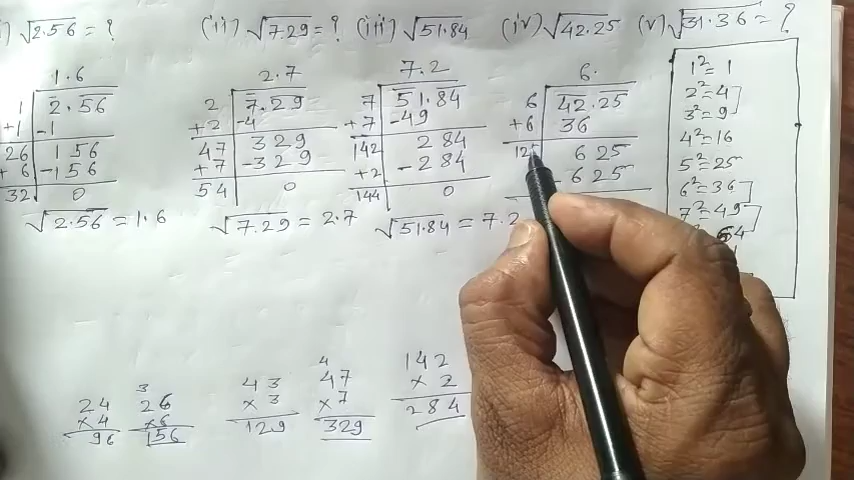 ) √2.56 = ?
(ii) √7.29 = ?
(iii) √51.84
(iv) √42.25
(v) √31.36 = ?
1.6
1 2.56
+1 -1
26 156
+ 6 -156
32 0
√2.56 = 1.6
2.7
2 7.29
+2 -4
47 329
+7 -329
54 0
√7.29 = 2.7
7.2
7 51.84
+7 -49
142 284
+2 -284
144 0
√51.84 = 7.2
6.
6 42.25
+6 36
125 625
625
1² = 1
2² = 4
3² = 9
4² = 16
5² = 25
6² = 36
7² = 49
64
24
×4
96
3
26
×6
156
43
×3
129
4
47
×7
329
142
× 2
284